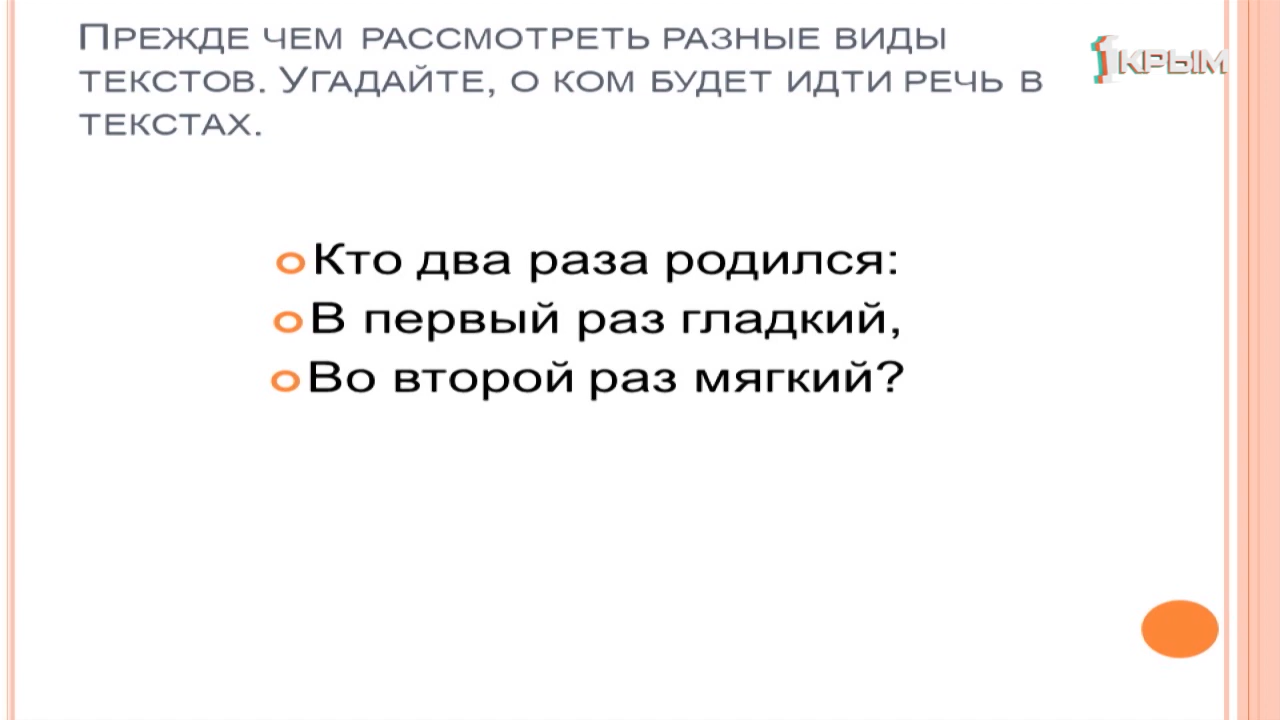 Прежде чем рассмотреть разные виды
текстов. Угадайте, о ком будет идти речь в
текстах.
1 КРЫМ
Кто два раза родился:
В первый раз гладкий,
Во второй раз мягкий?